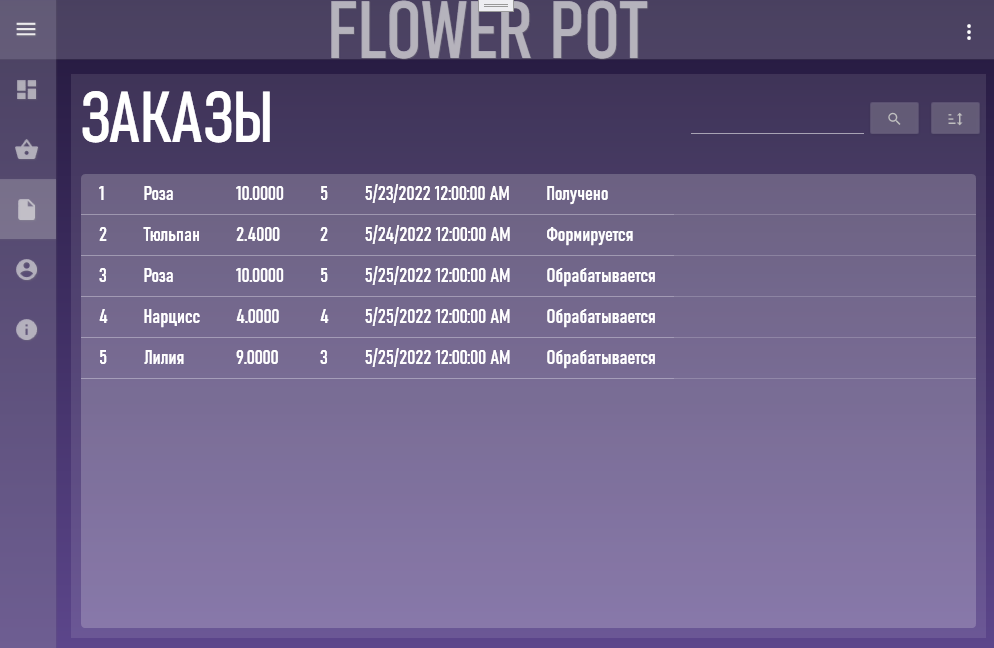 FLOWER POT
ЗАКАЗЫ
1 Роза 10.0000 5 5/23/2022 12:00:00 AM Получено
2 Тюльпан 2.4000 2 5/24/2022 12:00:00 AM Формируется
3 Роза 10.0000 5 5/25/2022 12:00:00 AM Обрабатывается
4 Нарцисс 4.0000 4 5/25/2022 12:00:00 AM Обрабатывается
5 Лилия 9.0000 3 5/25/2022 12:00:00 AM Обрабатывается